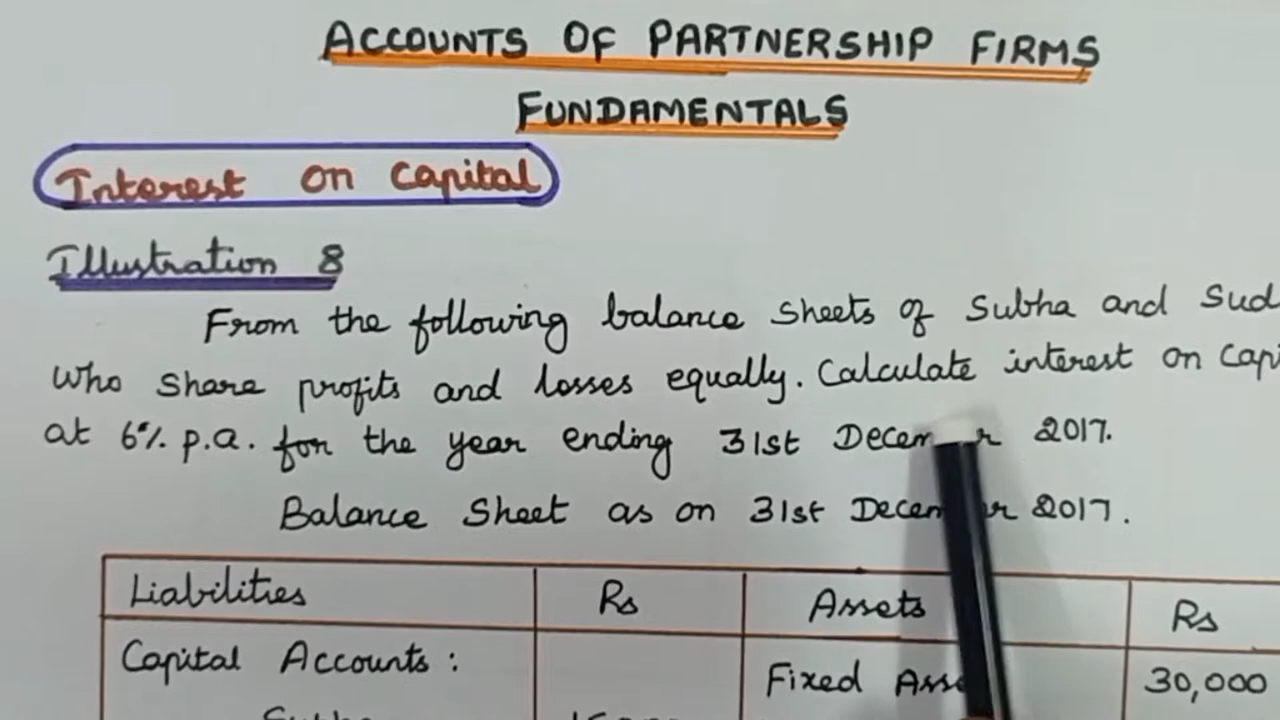 ACCOUNTS OF PARTNERSHIP FIRMS
FUNDAMENTALS
Interest on Capital
Illustration 8
From the following balance sheets of Subha and Sud
who share profits and losses equally. Calculate interest on Capi
at 6% p.a. for the year ending 31st 2017.
Balance Sheet as on 31st 2017.
Liabilities Rs Assets Rs
Capital Accounts: Fixed 30,000